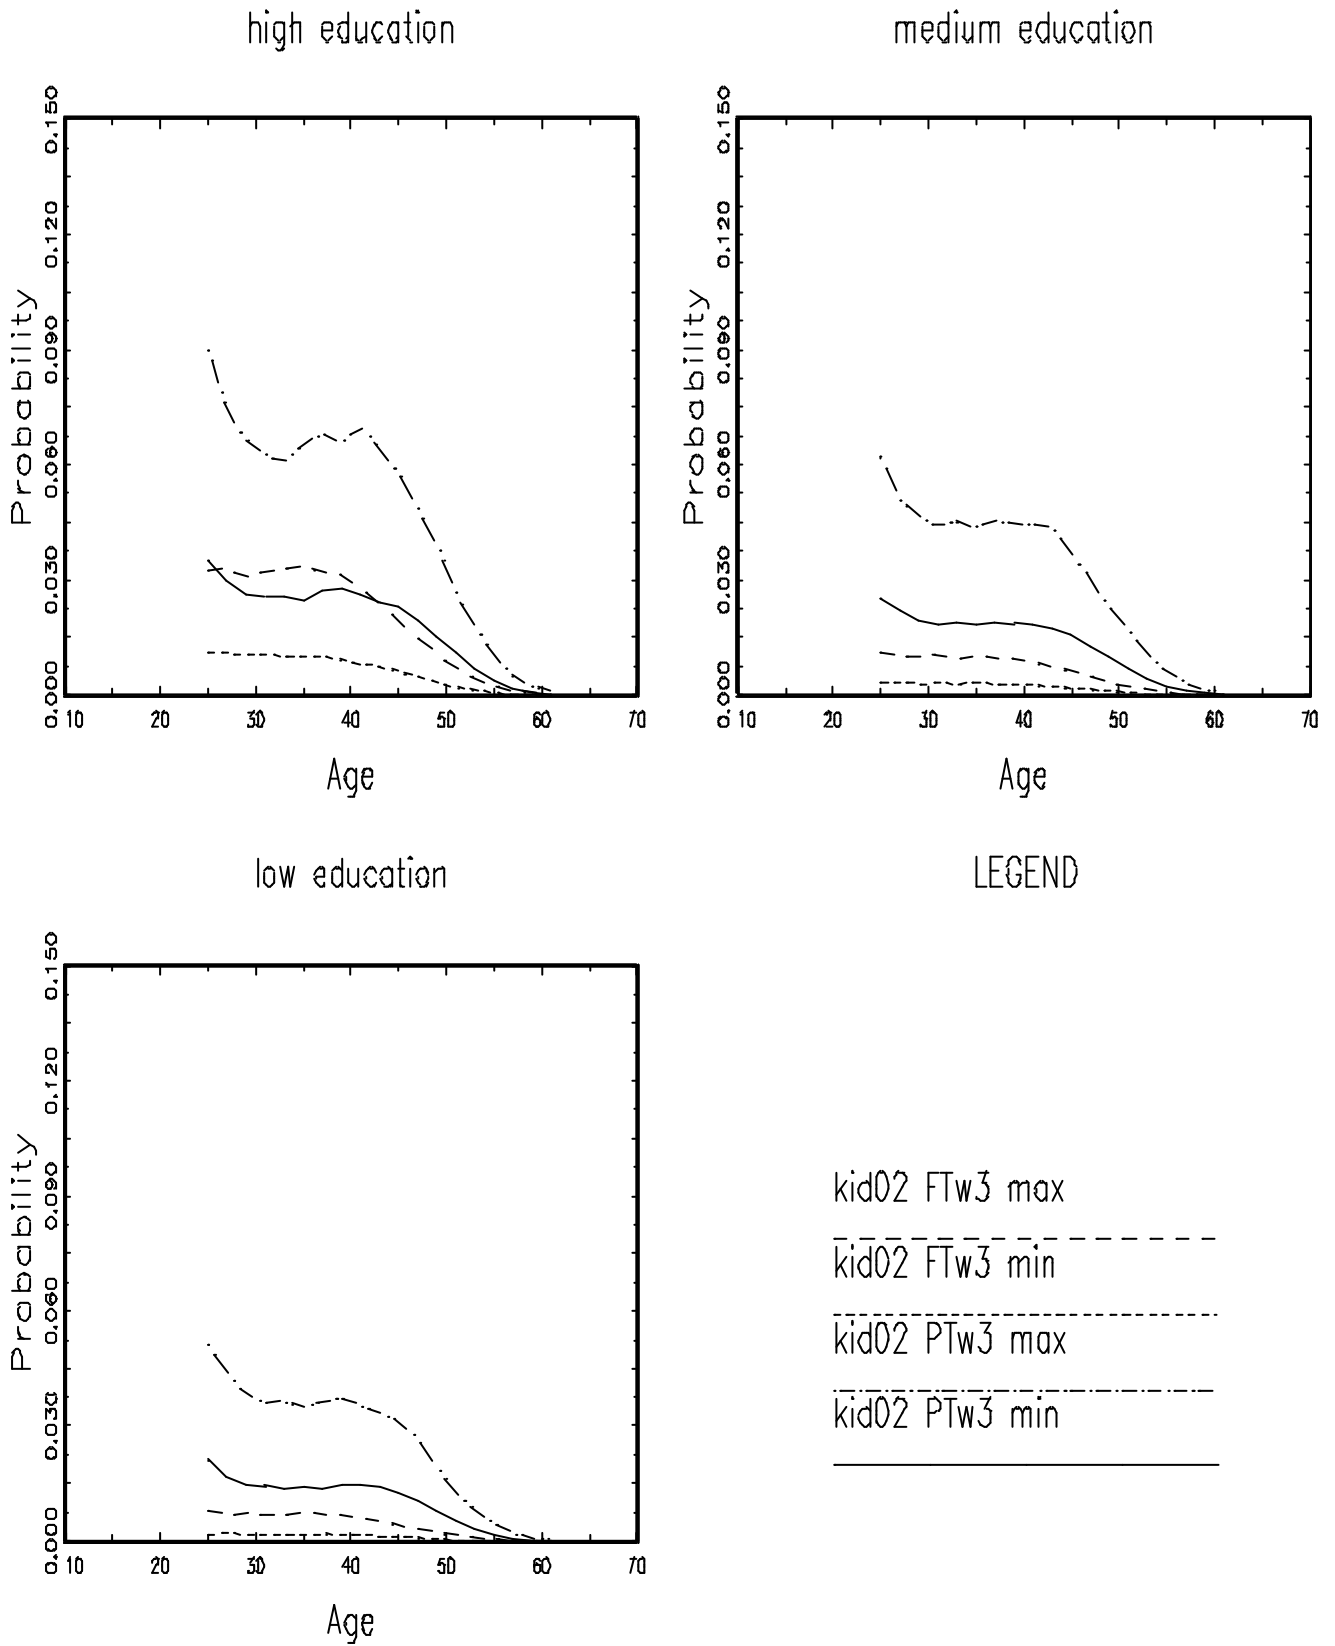 high education
medium education
0.150
0.120
0.090
0.060
0.030
0.000
Probability
10 20 30 40 50 60 70
Age
0.150
0.120
0.090
0.060
0.030
0.000
Probability
10 20 30 40 50 60 70
Age
low education
LEGEND
0.150
0.120
0.090
0.060
0.030
0.000
Probability
10 20 30 40 50 60 70
Age
kid02 FTw3 max
kid02 FTw3 min
kid02 PTw3 max
kid02 PTw3 min